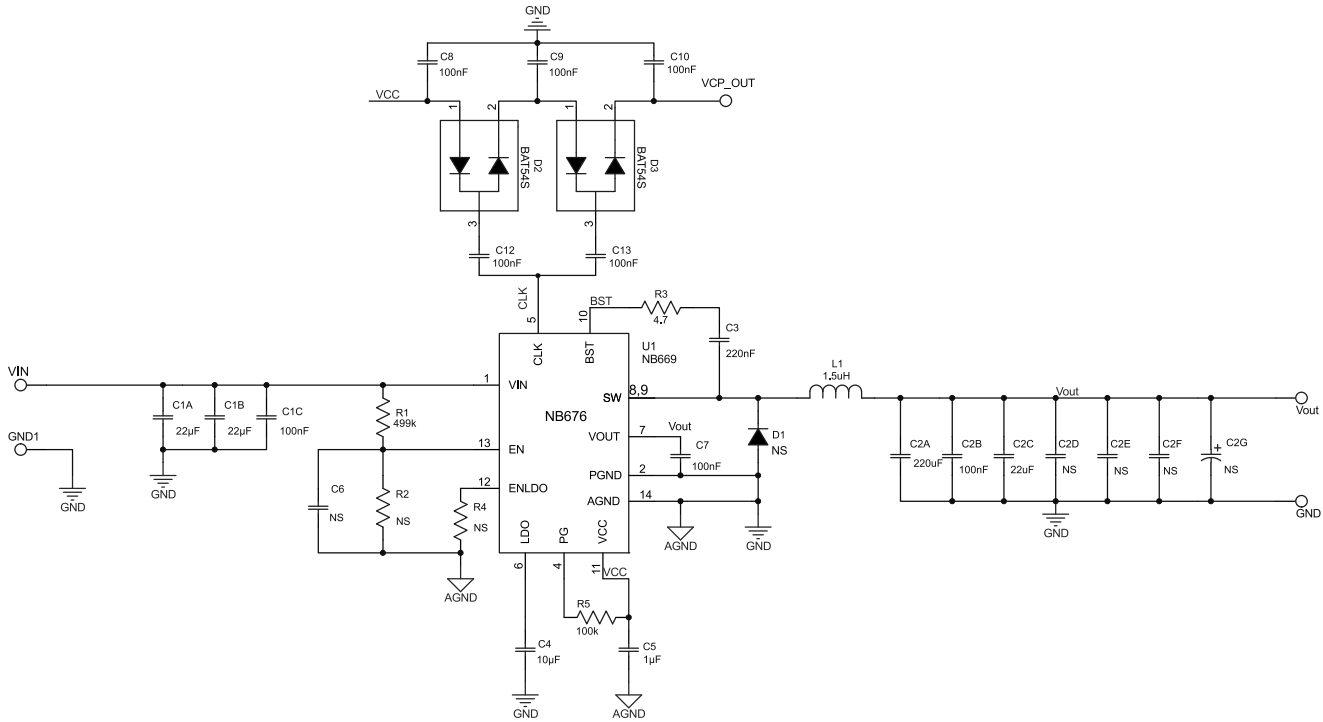 GND
C8
100nF
C9
100nF
C10
100nF
VCC
VCP_OUT
1
2
1
2
D2
BAT54S
D3
BAT54S
3
3
C12
100nF
C13
100nF
CLK
5
BST
10
R3
4.7
C3
220nF
U1
NB669
CLK
BST
VIN
1
VIN
C1A
22µF
C1B
22µF
C1C
100nF
R1
499k
NB676
SW
8,9
L1
1.5uH
Vout
Vout
GND1
GND
GND
13
EN
VOUT
7
Vout
C7
100nF
D1
NS
C2A
220uF
C2B
100nF
C2C
22uF
C2D
NS
C2E
NS
C2F
NS
+
C2G
NS
PGND
2
12
ENLDO
AGND
14
C6
NS
R2
NS
R4
NS
AGND
GND
GND
GND
LDO
PG
VCC
6
4
11
VCC
AGND
R5
100k
C4
10µF
C5
1µF
GND
AGND